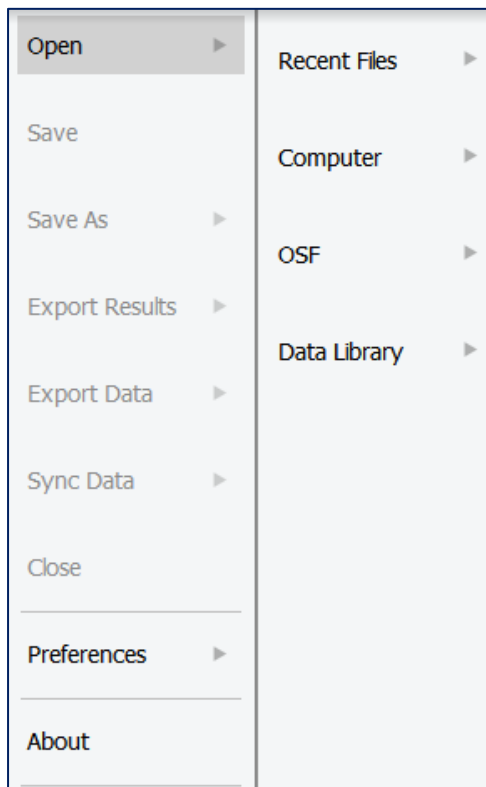 Open
Save
Save As
Export Results
Export Data
Sync Data
Close
Preferences
About
Recent Files
Computer
OSF
Data Library